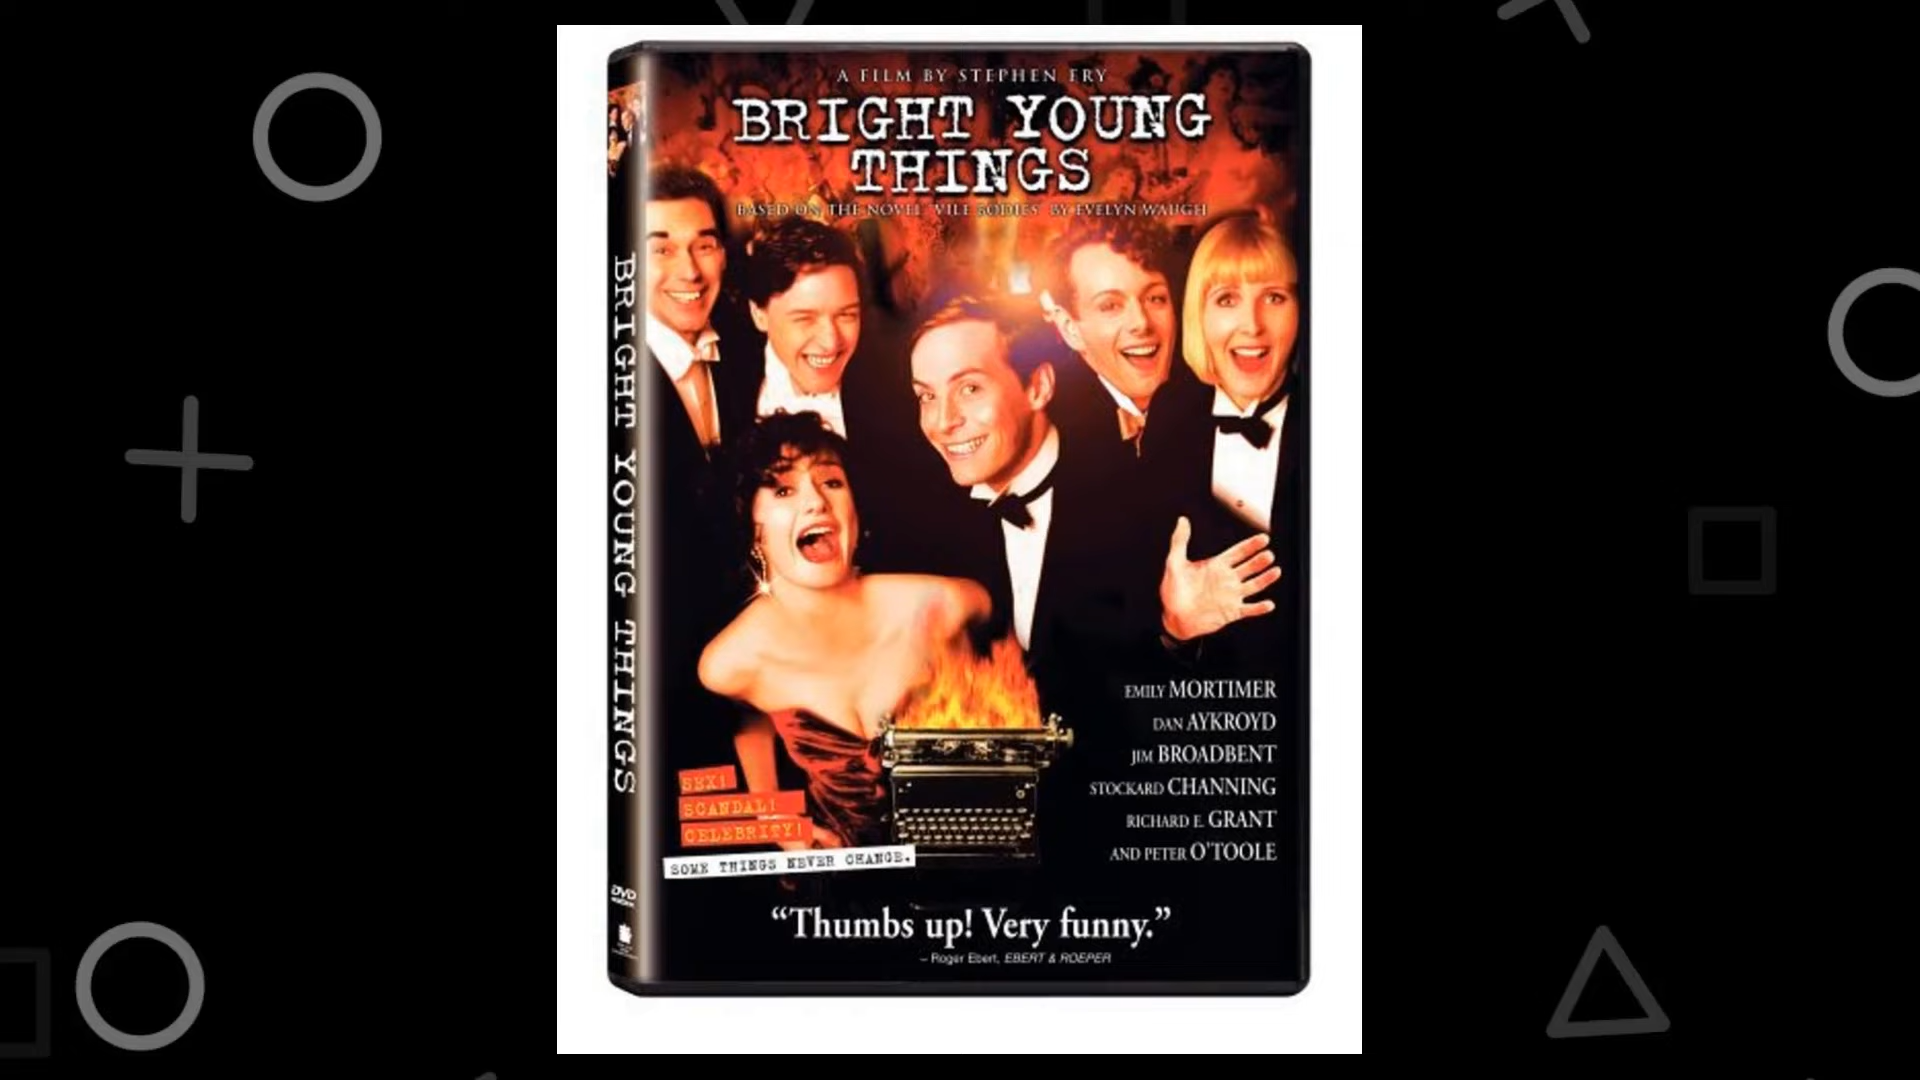 A FILM BY STEPHEN FRY
BRIGHT YOUNG
THINGS
BASED ON THE NOVEL "VILE BODIES" BY EVELYN WAUGH
BRIGHT YOUNG THINGS
EMILY MORTIMER
DAN AYKROYD
JIM BROADBENT
STOCKARD CHANNING
RICHARD E. GRANT
AND PETER O'TOOLE
SEX!
SCANDAL!
CELEBRITY!
SOME THINGS NEVER CHANGE.
DVD
"Thumbs up! Very funny."
– Roger Ebert, EBERT & ROEPER